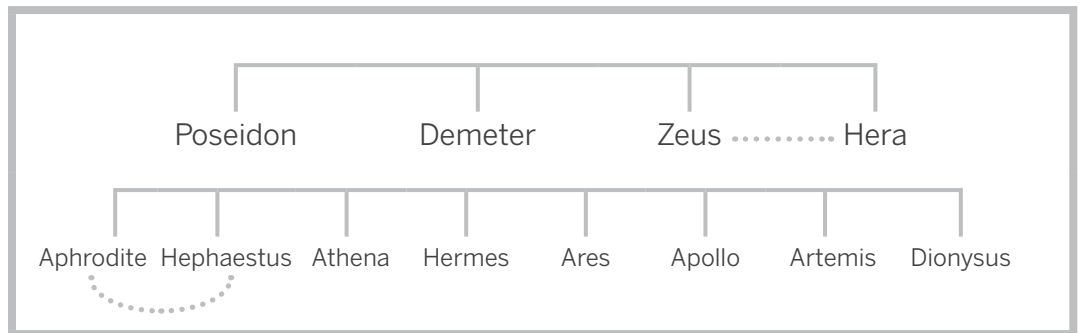 Poseidon Demeter Zeus Hera
Aphrodite Hephaestus Athena Hermes Ares Apollo Artemis Dionysus